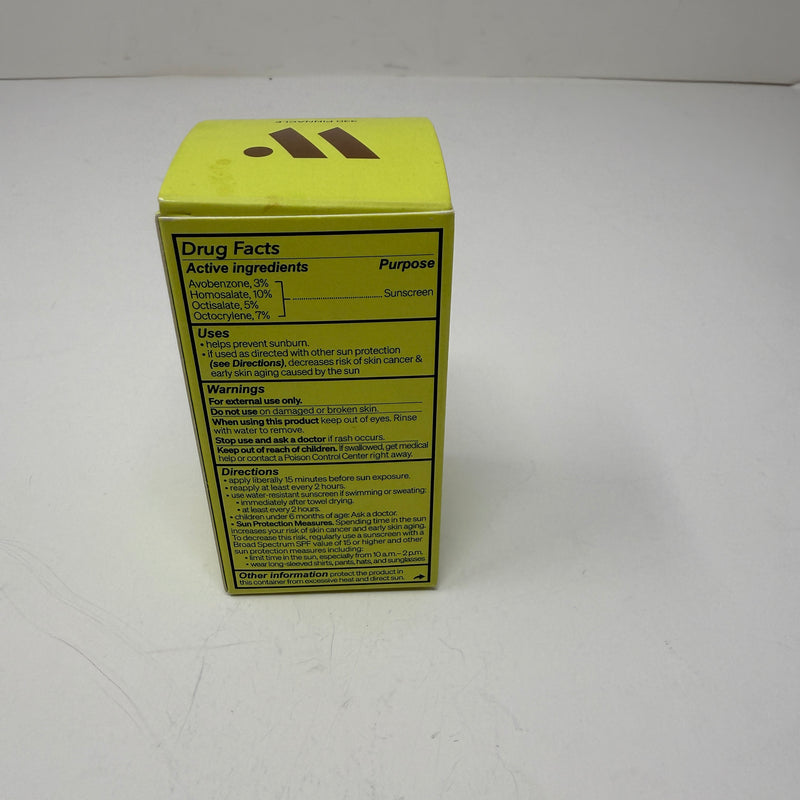 330 PINNACLE
Drug Facts
Active ingredients Purpose
Avobenzone, 3%
Homosalate, 10%
Octisalate, 5%
Octocrylene, 7%
Sunscreen
Uses
• helps prevent sunburn.
• if used as directed with other sun protection
(see Directions), decreases risk of skin cancer &
early skin aging caused by the sun
Warnings
For external use only.
Do not use on damaged or broken skin.
When using this product keep out of eyes. Rinse
with water to remove.
Stop use and ask a doctor if rash occurs.
Keep out of reach of children. If swallowed, get medical
help or contact a Poison Control Center right away.
Directions
• apply liberally 15 minutes before sun exposure.
• reapply at least every 2 hours.
• use water-resistant sunscreen if swimming or sweating:
• immediately after towel drying.
• at least every 2 hours.
• children under 6 months of age: Ask a doctor.
• Sun Protection Measures. Spending time in the sun
increases your risk of skin cancer and early skin aging.
To decrease this risk, regularly use a sunscreen with a
Broad Spectrum SPF value of 15 or higher and other
sun protection measures including:
• limit time in the sun, especially from 10 a.m. – 2 p.m.
• wear long-sleeved shirts, pants, hats, and sunglasses
Other information protect the product in
this container from excessive heat and direct sun.